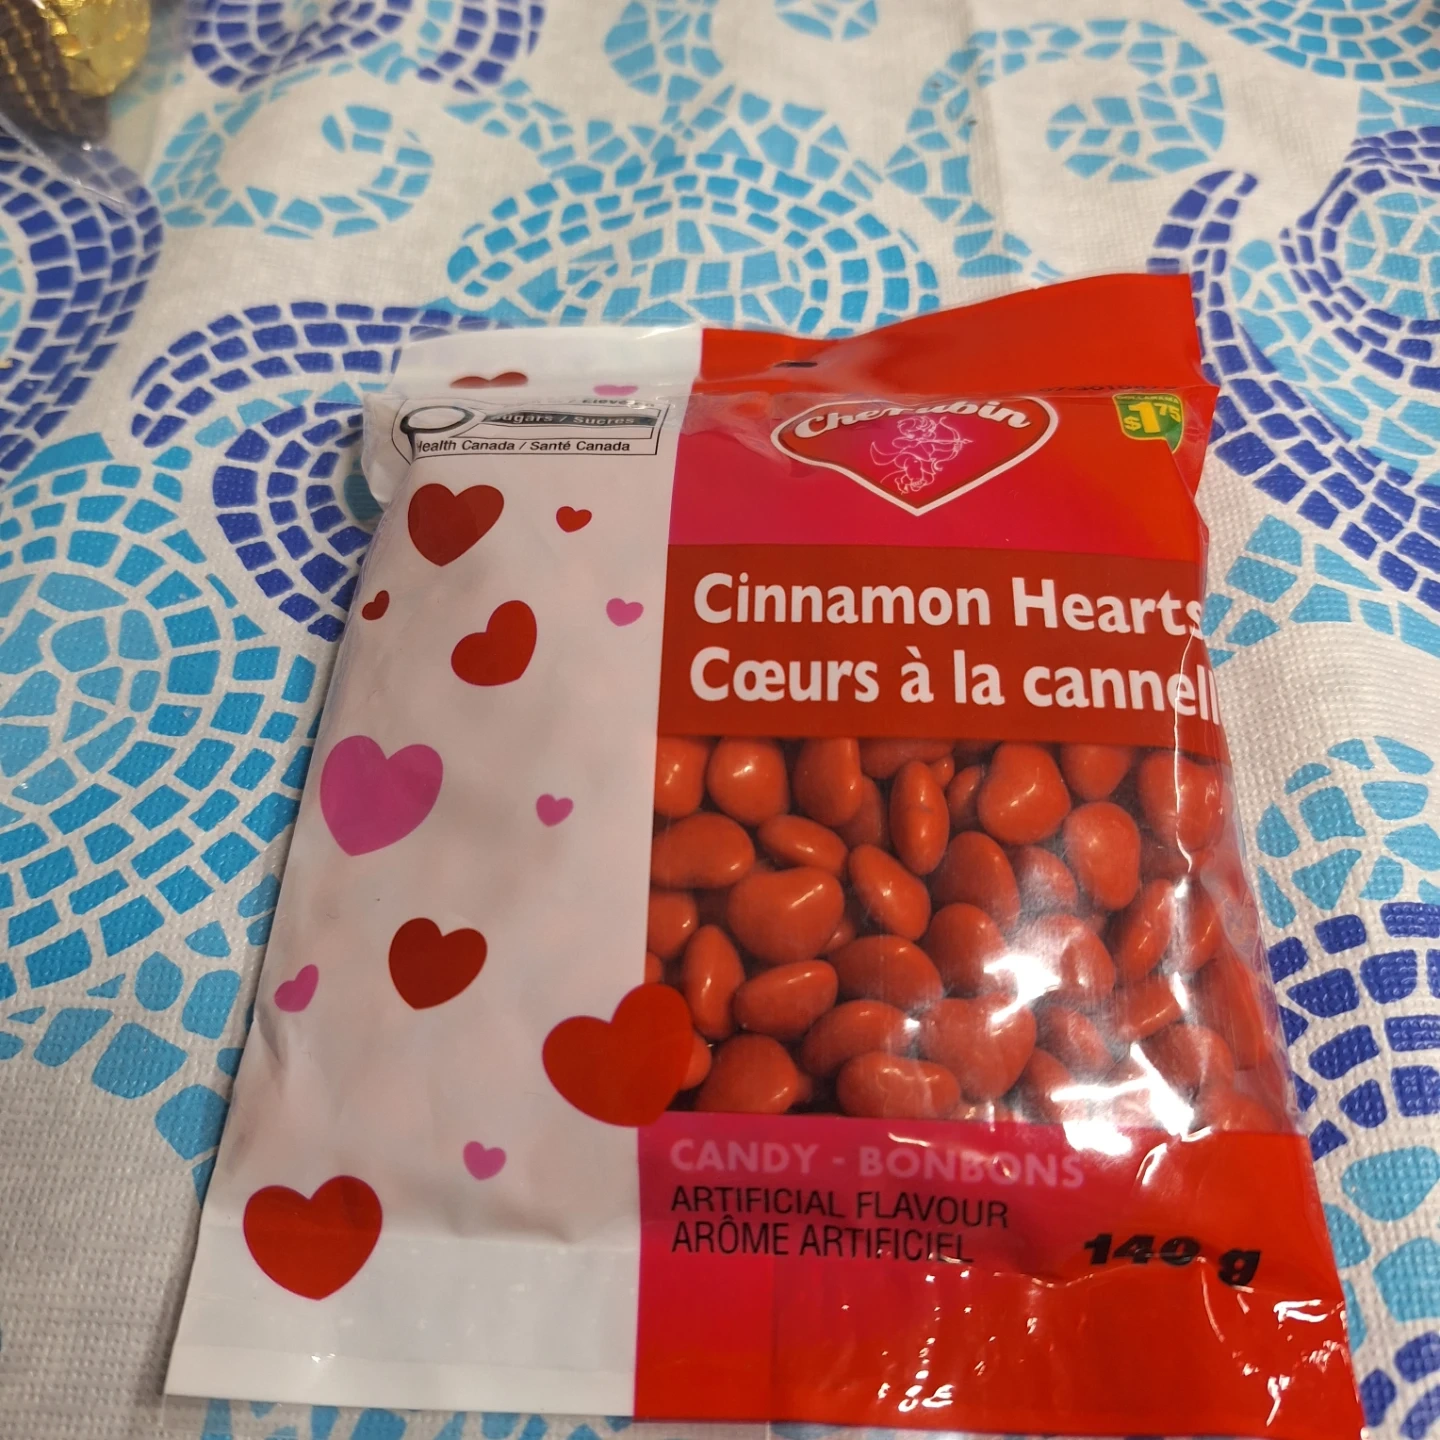 Sugars / Sucres
Health Canada / Santé Canada
Cherubin
DOLLARAMA
$1.75
Cinnamon Hearts
Cœurs à la cannell
CANDY - BONBONS
ARTIFICIAL FLAVOUR
ARÔME ARTIFICIEL
140 g